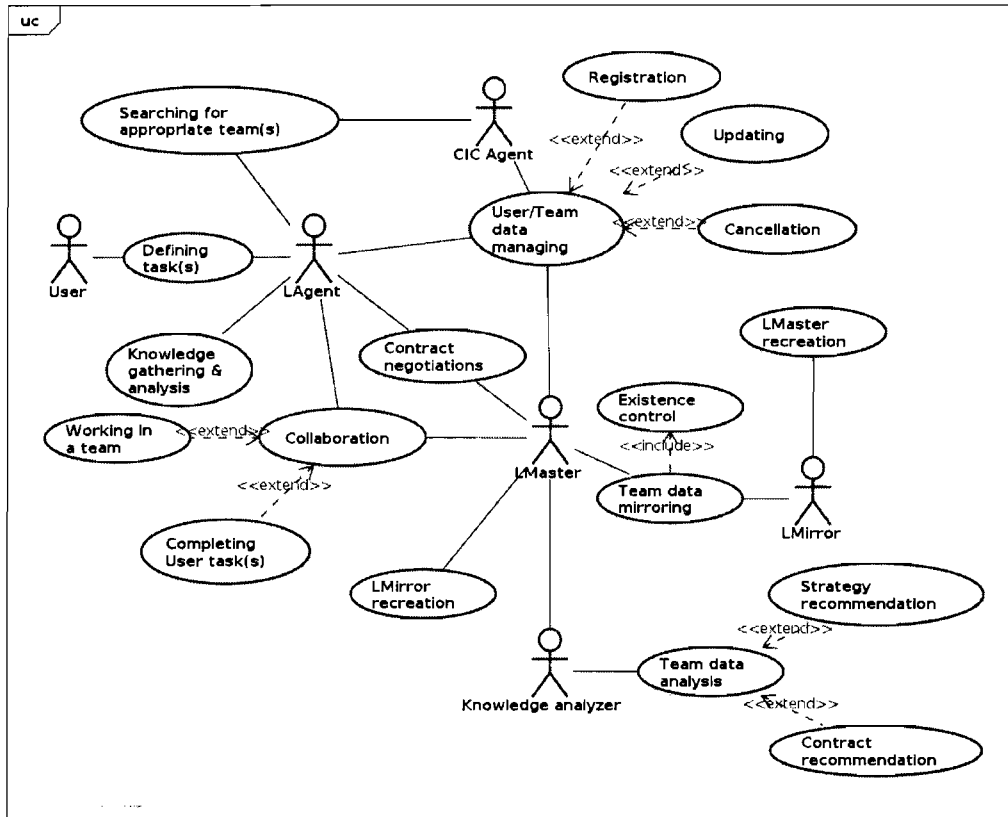 uc
Registration
Searching for
appropriate team(s)
CIC Agent
<<extend>>
Updating
<<extend>>
User/Team
data
managing
<<extend>>
Cancellation
User
Defining
task(s)
LAgent
LMaster
recreation
Knowledge
gathering &
analysis
Contract
negotiations
Existence
control
Working in
a team
<<extend>>
Collaboration
<<include>>
LMaster
Team data
mirroring
LMirror
<<extend>>
Completing
User task(s)
LMirror
recreation
Strategy
recommendation
<<extend>>
Knowledge analyzer
Team data
analysis
<<extend>>
Contract
recommendation